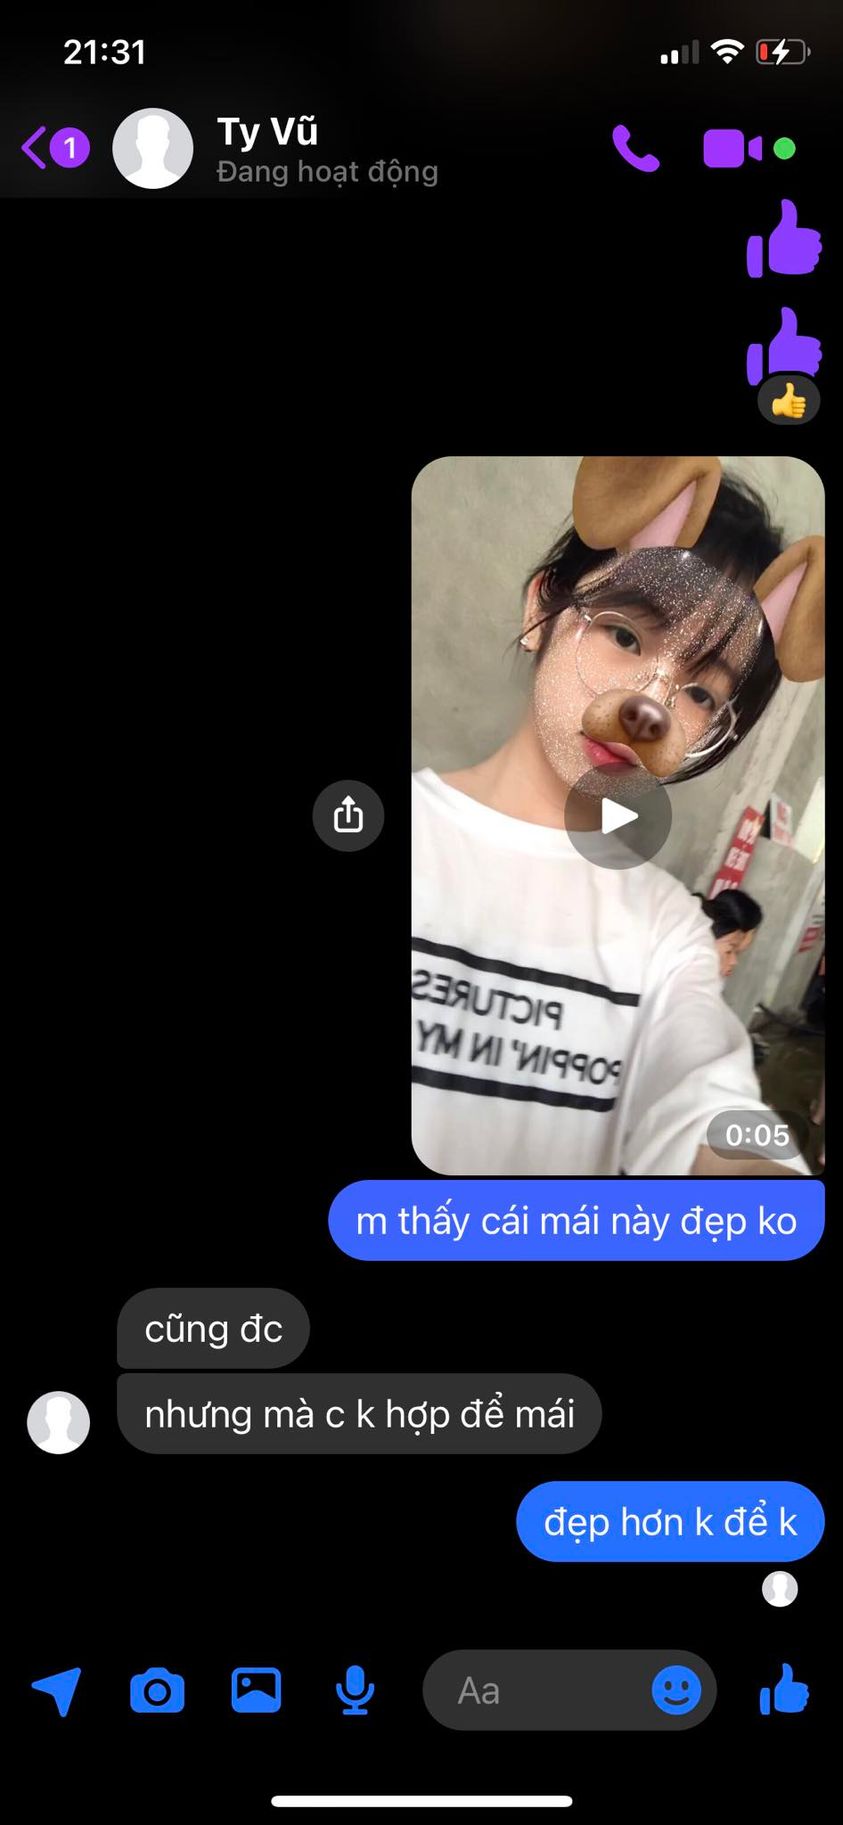 21:31
1
Ty Vũ
Đang hoạt động
PICTURES
POPPIN' IN MY
0:05
m thấy cái mái này đẹp ko
cũng đc
nhưng mà c k hợp để mái
đẹp hơn k để k
Aa